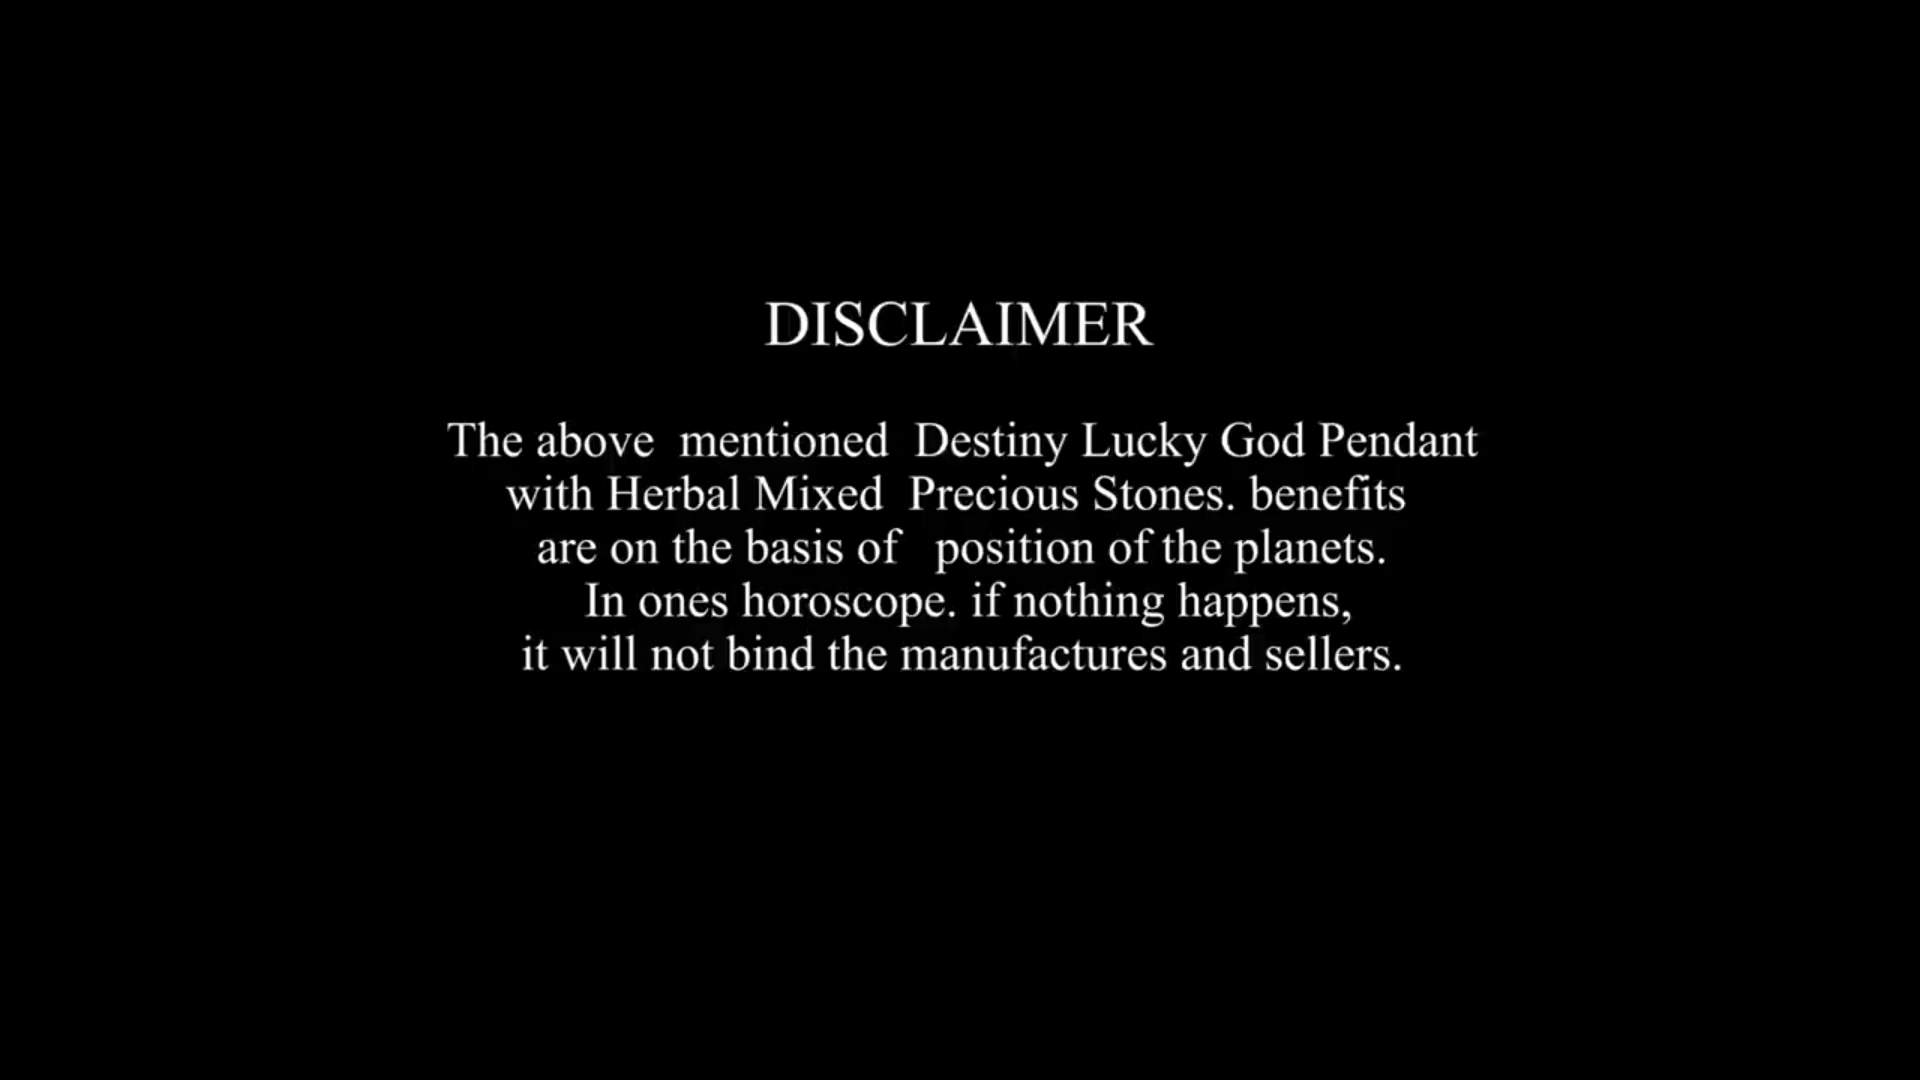 DISCLAIMER
The above mentioned Destiny Lucky God Pendant
with Herbal Mixed Precious Stones. benefits
are on the basis of position of the planets.
In ones horoscope. if nothing happens,
it will not bind the manufactures and sellers.